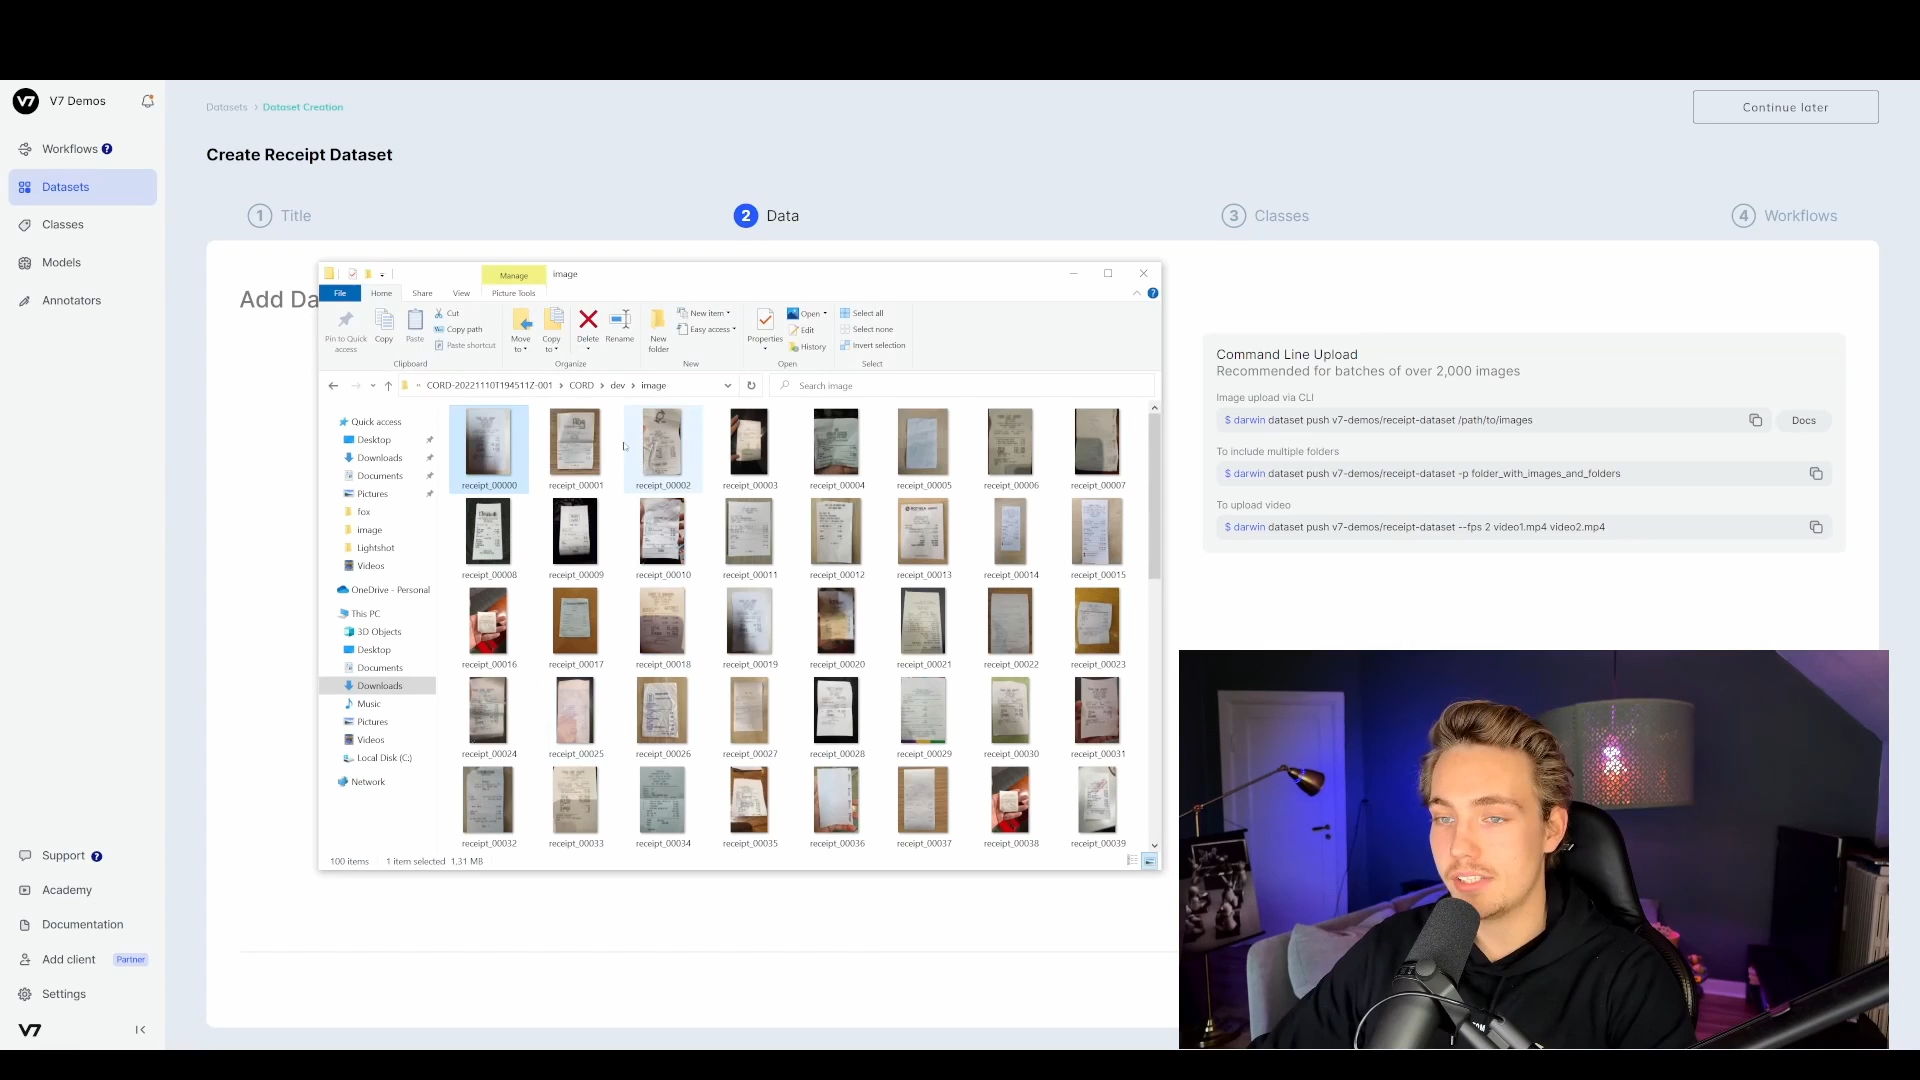 V7 Demos
Workflows ?
Datasets
Classes
Models
Annotators
Support ?
Academy
Documentation
Add client Partner
Settings
V7
Datasets > Dataset Creation
Continue later
Create Receipt Dataset
1 Title
2 Data
3 Classes
4 Workflows
Add Da
Manage image
File Home Share View Picture Tools
Pin to Quick access
Copy
Paste
Cut
Copy path
Paste shortcut
Clipboard
Move to
Copy to
Delete
Rename
Organize
New folder
New item
Easy access
New
Properties
Open
Edit
History
Open
Select all
Select none
Invert selection
Select
« CORD-20221110T194511Z-001 > CORD > dev > image
Search image
Quick access
Desktop
Downloads
Documents
Pictures
fox
image
Lightshot
Videos
OneDrive - Personal
This PC
3D Objects
Desktop
Documents
Downloads
Music
Pictures
Videos
Local Disk (C:)
Network
receipt_00000 receipt_00001 receipt_00002 receipt_00003 receipt_00004 receipt_00005 receipt_00006 receipt_00007
receipt_00008 receipt_00009 receipt_00010 receipt_00011 receipt_00012 receipt_00013 receipt_00014 receipt_00015
receipt_00016 receipt_00017 receipt_00018 receipt_00019 receipt_00020 receipt_00021 receipt_00022 receipt_00023
receipt_00024 receipt_00025 receipt_00026 receipt_00027 receipt_00028 receipt_00029 receipt_00030 receipt_00031
receipt_00032 receipt_00033 receipt_00034 receipt_00035 receipt_00036 receipt_00037 receipt_00038 receipt_00039
100 items 1 item selected 1,31 MB
Command Line Upload
Recommended for batches of over 2,000 images
Image upload via CLI
$ darwin dataset push v7-demos/receipt-dataset /path/to/images
Docs
To include multiple folders
$ darwin dataset push v7-demos/receipt-dataset -p folder_with_images_and_folders
To upload video
$ darwin dataset push v7-demos/receipt-dataset --fps 2 video1.mp4 video2.mp4